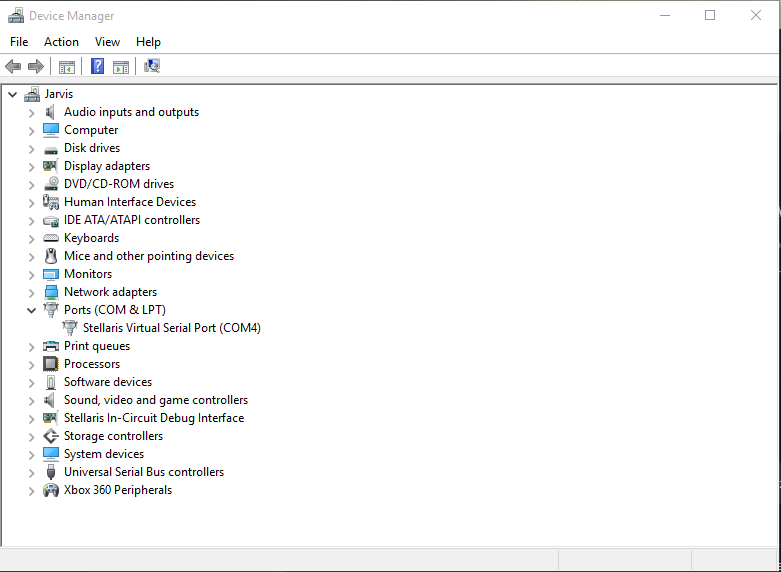 Device Manager
File Action View Help
Jarvis
Audio inputs and outputs
Computer
Disk drives
Display adapters
DVD/CD-ROM drives
Human Interface Devices
IDE ATA/ATAPI controllers
Keyboards
Mice and other pointing devices
Monitors
Network adapters
Ports (COM & LPT)
Stellaris Virtual Serial Port (COM4)
Print queues
Processors
Software devices
Sound, video and game controllers
Stellaris In-Circuit Debug Interface
Storage controllers
System devices
Universal Serial Bus controllers
Xbox 360 Peripherals